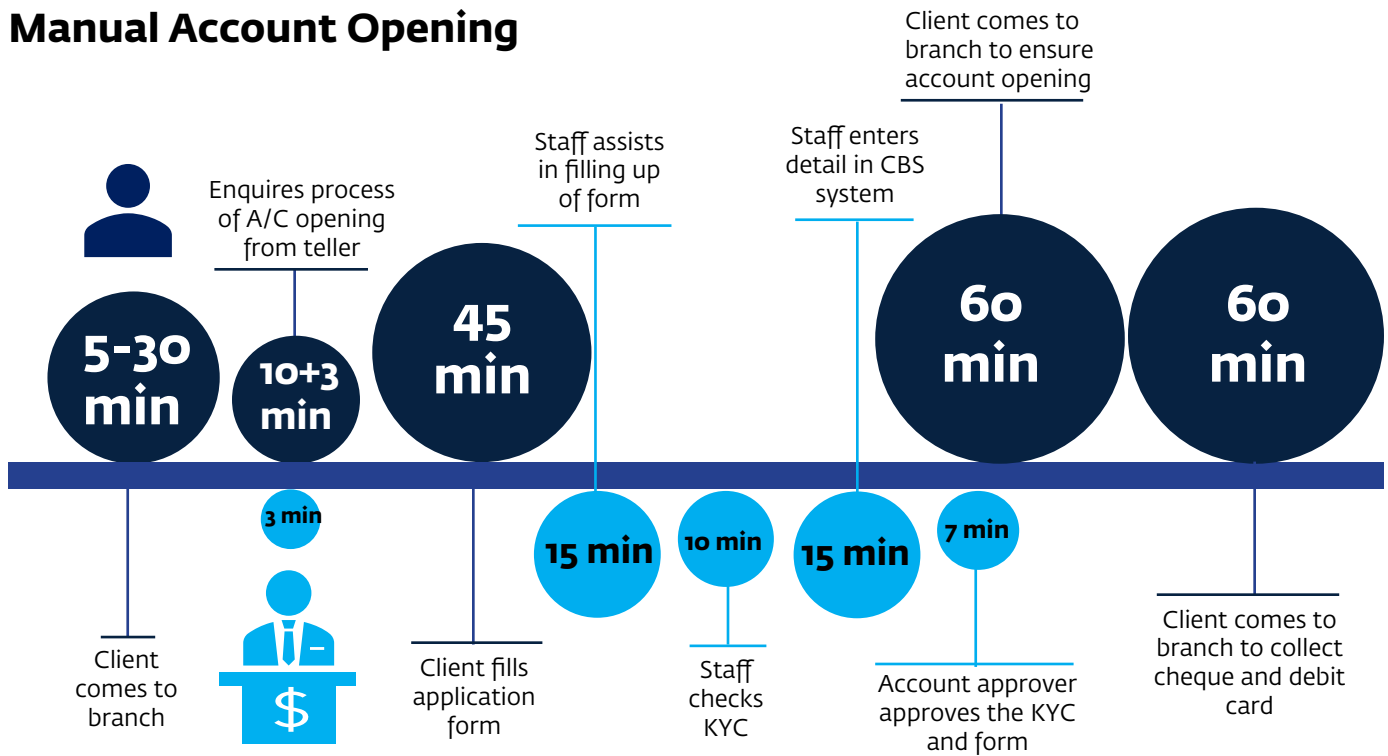 Manual Account Opening
Client comes to
branch to ensure
account opening
Staff assists
in filling up
of form
Staff enters
detail in CBS
system
Enquires process
of A/C opening
from teller
5-30
min
10+3
min
45
min
60
min
60
min
3 min
15 min
10 min
15 min
7 min
$
Client
comes to
branch
Client fills
application
form
Staff
checks
KYC
Account approver
approves the KYC
and form
Client comes to
branch to collect
cheque and debit
card